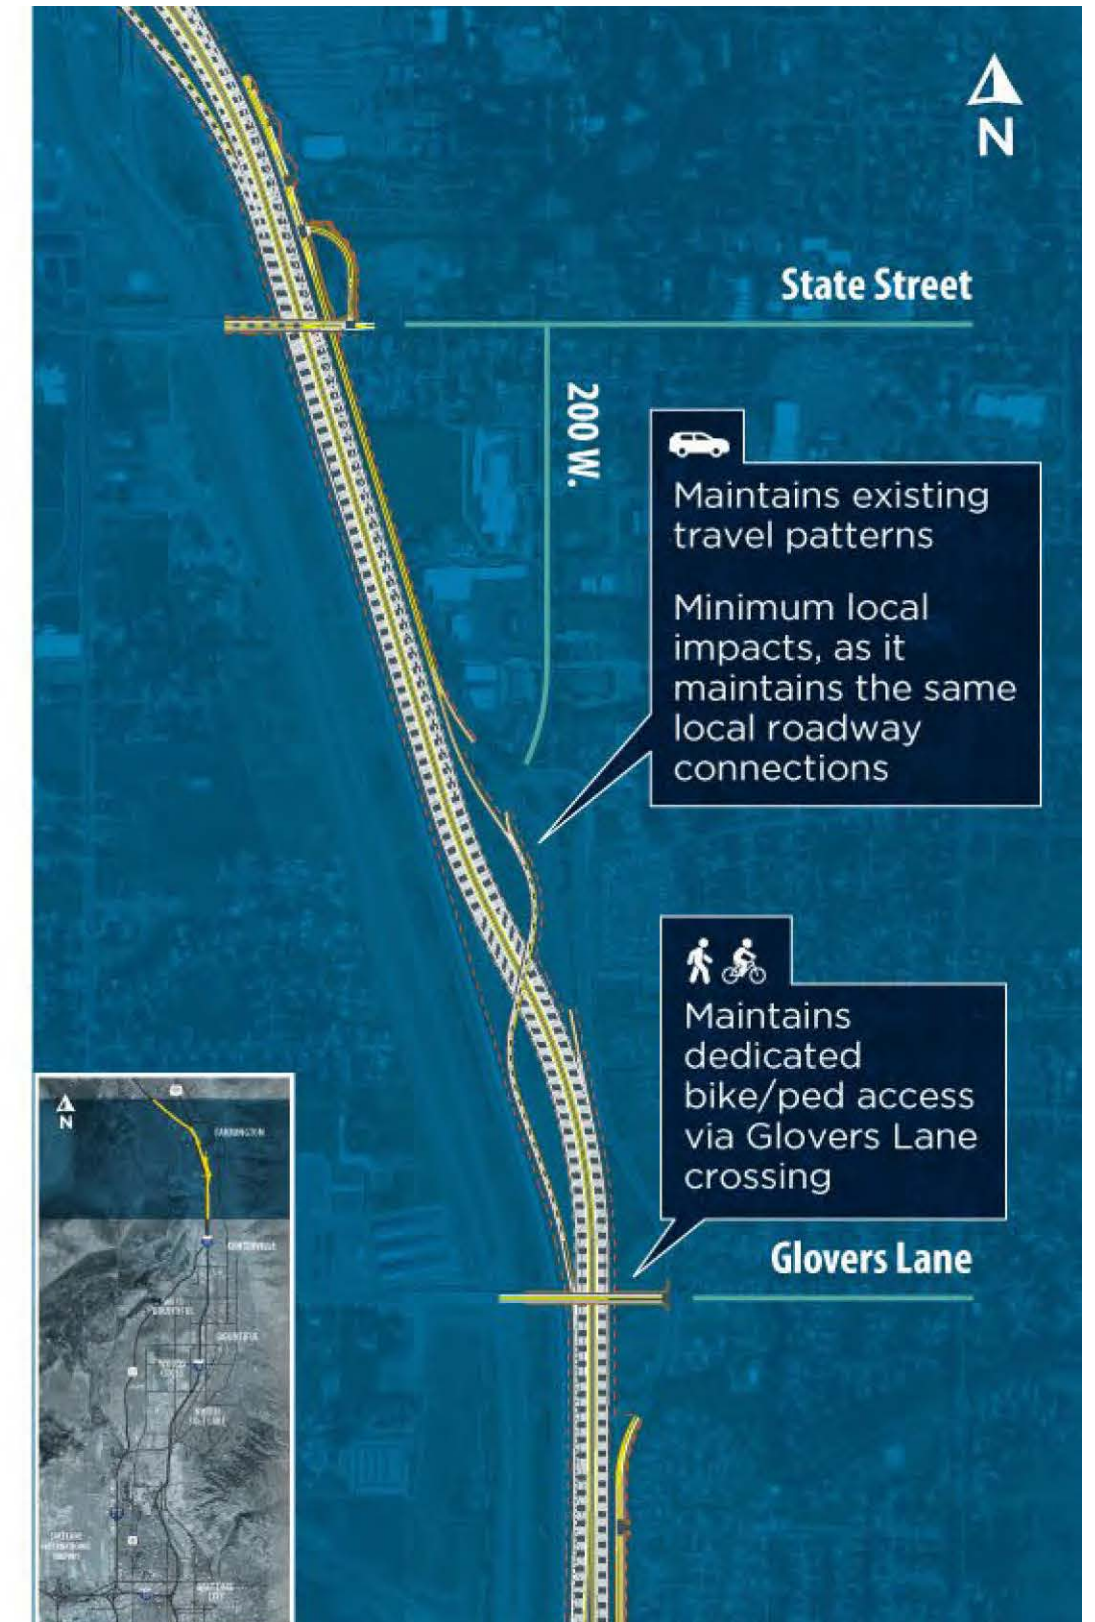 N
State Street
200 W.
Maintains existing
travel patterns
Minimum local
impacts, as it
maintains the same
local roadway
connections
Maintains
dedicated
bike/ped access
via Glovers Lane
crossing
Glovers Lane
N
FARMINGTON
CENTERVILLE
BOUNTIFUL